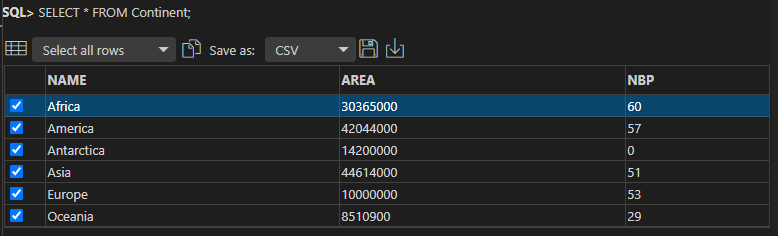 SQL> SELECT * FROM Continent;
Select all rows Save as: CSV
NAME AREA NBP
Africa 30365000 60
America 42044000 57
Antarctica 14200000 0
Asia 44614000 51
Europe 10000000 53
Oceania 8510900 29